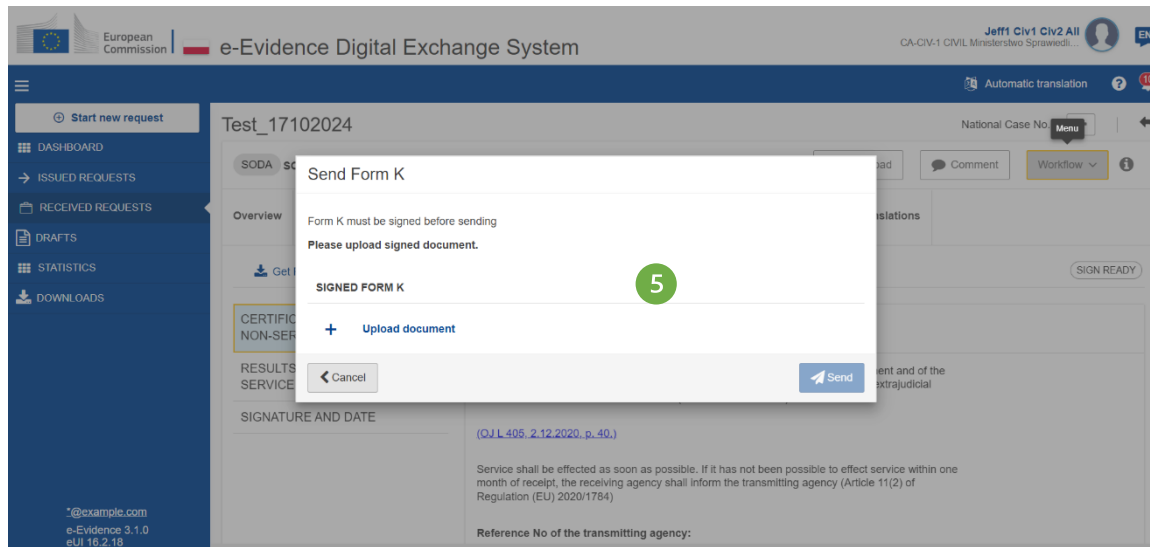 European
Commission
e-Evidence Digital Exchange System
Jeff1 Civ1 Civ2 All
CA-CIV-1 CIVIL Ministerstwo Sprawiedli...
EN
Automatic translation
?
10
Start new request
DASHBOARD
ISSUED REQUESTS
RECEIVED REQUESTS
DRAFTS
STATISTICS
DOWNLOADS
Test_17102024
National Case No.
Menu
SODA
Comment
Workflow
Overview
Get
SIGN READY
Send Form K
Form K must be signed before sending
Please upload signed document.
SIGNED FORM K
5
+ Upload document
Cancel
Send
CERTIFIC
NON-SER
RESULTS
SERVICE
SIGNATURE AND DATE
ent and of the
extrajudicial
(OJ L 405, 2.12.2020, p. 40.)
Service shall be effected as soon as possible. If it has not been possible to effect service within one
month of receipt, the receiving agency shall inform the transmitting agency (Article 11(2) of
Regulation (EU) 2020/1784)
Reference No of the transmitting agency:
*@example.com
e-Evidence 3.1.0
eUI 16.2.18